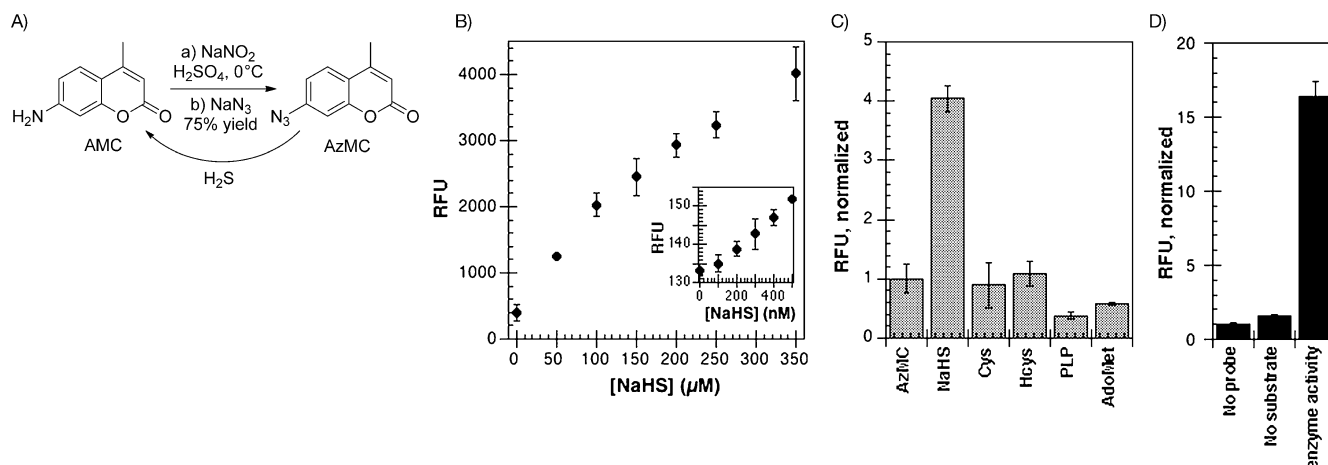 A)
a) NaNO2
H2SO4, 0°C
b) NaN3
75% yield
H2N
O
O
AMC
N3
O
O
AzMC
H2S
B)
RFU
4000
3000
2000
1000
0
0 50 100 150 200 250 300 350
[NaHS] (µM)
RFU
150
140
130
0 200 400
[NaHS] (nM)
C)
RFU, normalized
5
4
3
2
1
0
AzMC
NaHS
Cys
Hcys
PLP
AdoMet
D)
RFU, normalized
20
15
10
5
0
No probe
No substrate
enzyme activity